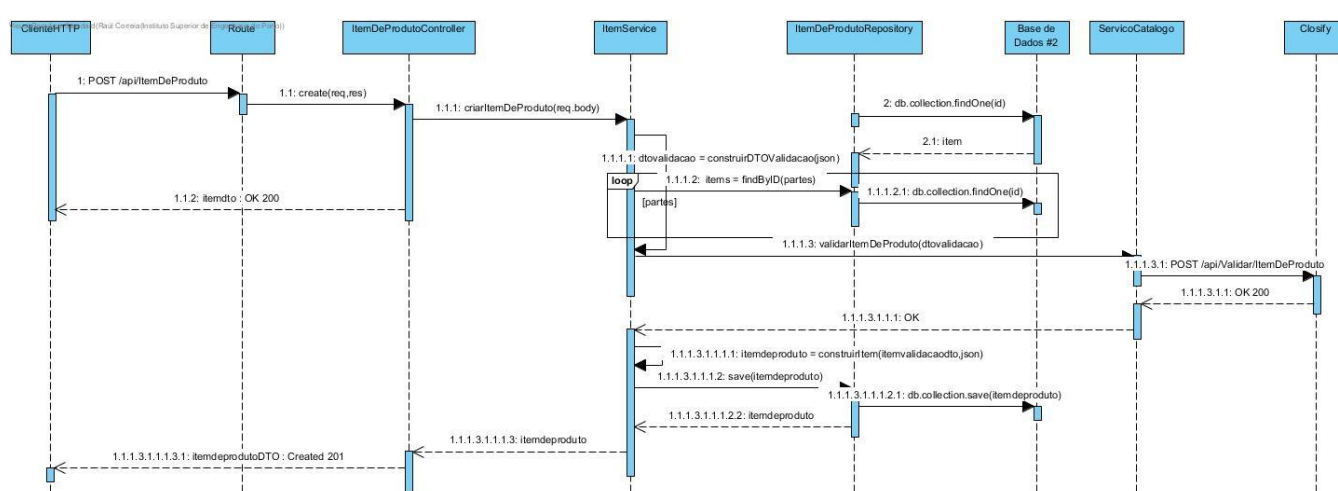 ClienteHTTP
Route
ItemDeProdutoController
ItemService
ItemDeProdutoRepository
Base de
Dados #2
ServicoCatalogo
Closify
(Raúl Correia(Instituto Superior de Engenharia do Porto))
1: POST /api/ItemDeProduto
1.1: create(req,res)
1.1.1: criarItemDeProduto(req.body)
2: db.collection.findOne(id)
2.1: item
1.1.1.1: dtovalidacao = construirDTOValidacao(json)
loop
1.1.1.2: items = findByID(partes)
1.1.1.2.1: db.collection.findOne(id)
1.1.2: itemdto : OK 200
[partes]
1.1.1.3: validarItemDeProduto(dtovalidacao)
1.1.1.3.1: POST /api/Validar/ItemDeProduto
1.1.1.3.1.1: OK 200
1.1.1.3.1.1.1: OK
1.1.1.3.1.1.1.1: itemdeproduto = construirItem(itemvalidacaodto,json)
1.1.1.3.1.1.1.2: save(itemdeproduto)
1.1.1.3.1.1.1.2.1: db.collection.save(itemdeproduto)
1.1.1.3.1.1.1.2.2: itemdeproduto
1.1.1.3.1.1.1.3: itemdeproduto
1.1.1.3.1.1.1.3.1: itemdeprodutoDTO : Created 201